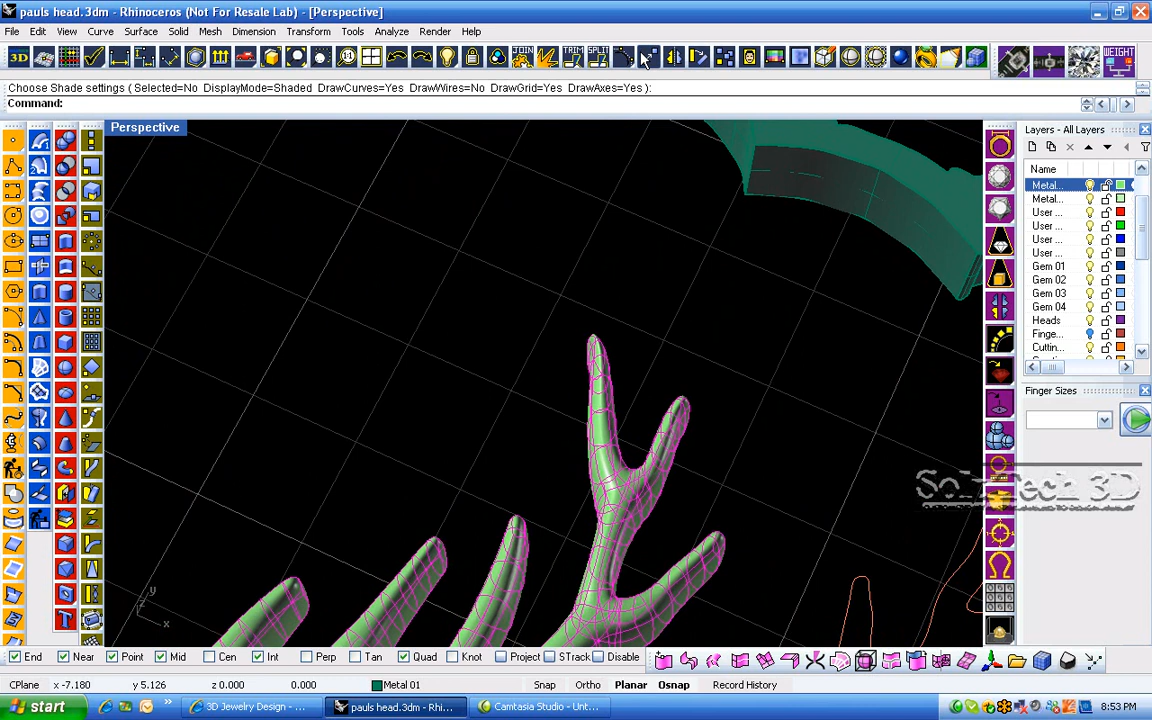 pauls head.3dm - Rhinoceros (Not For Resale Lab) - [Perspective]
File Edit View Curve Surface Solid Mesh Dimension Transform Tools Analyze Render Help
3D JOIN TRIM SPLIT WEIGHT
Choose Shade settings ( Selected=No DisplayMode=Shaded DrawCurves=Yes DrawWires=No DrawGrid=Yes DrawAxes=Yes ):
Command:
Perspective
Layers - All Layers
Name
Metal...
Metal...
User ...
User ...
User ...
User ...
Gem 01
Gem 02
Gem 03
Gem 04
Heads
Finge...
Cuttin...
Finger Sizes
y
z
x
End Near Point Mid Cen Int Perp Tan Quad Knot Project STrack Disable
CPlane x -7.180 y 5.126 z 0.000 0.000 Metal 01 Snap Ortho Planar Osnap Record History
start 3D Jewelry Design - ... pauls head.3dm - Rhi... Camtasia Studio - Unt... 8:53 PM